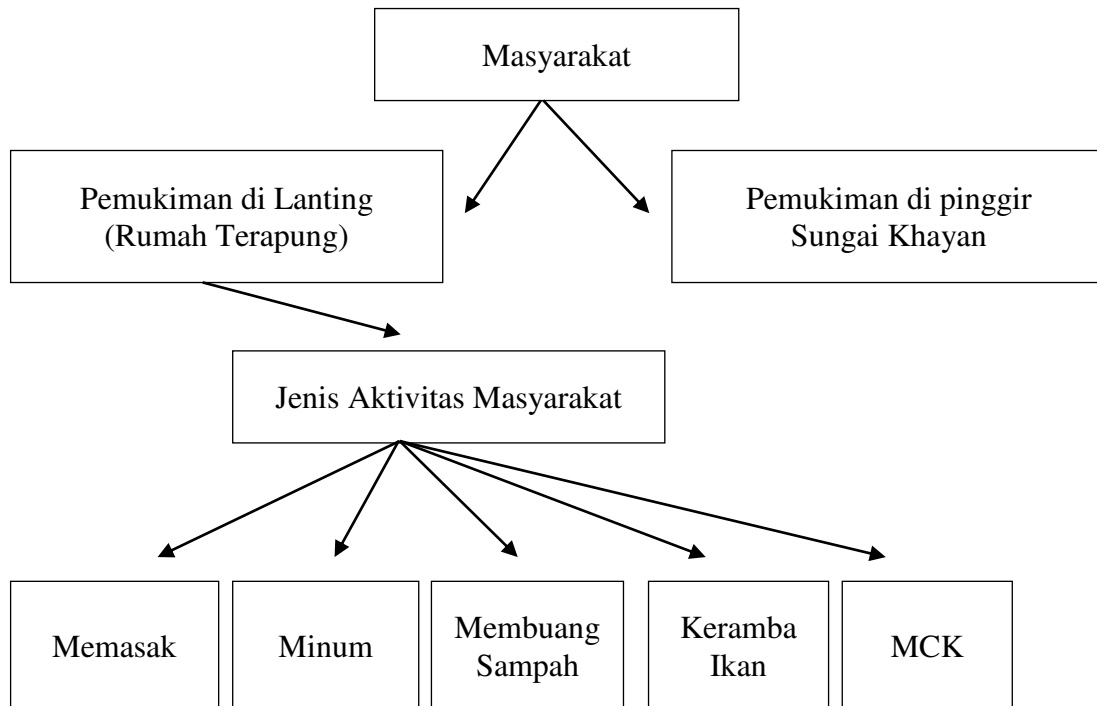 Masyarakat
Pemukiman di Lanting
(Rumah Terapung)
Pemukiman di pinggir
Sungai Khayan
Jenis Aktivitas Masyarakat
Memasak
Minum
Membuang
Sampah
Keramba
Ikan
MCK